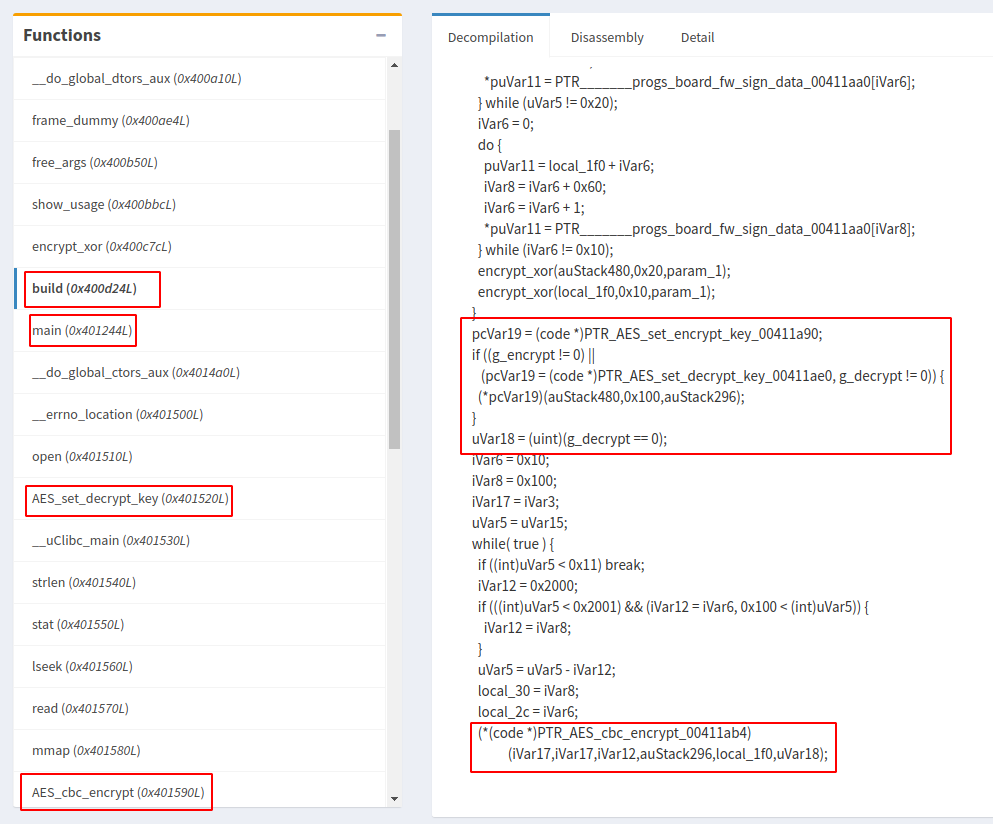 Functions
__do_global_dtors_aux (0x400a10L)
frame_dummy (0x400ae4L)
free_args (0x400b50L)
show_usage (0x400bbcL)
encrypt_xor (0x400c7cL)
build (0x400d24L)
main (0x401244L)
__do_global_ctors_aux (0x4014a0L)
__errno_location (0x401500L)
open (0x401510L)
AES_set_decrypt_key (0x401520L)
__uClibc_main (0x401530L)
strlen (0x401540L)
stat (0x401550L)
lseek (0x401560L)
read (0x401570L)
mmap (0x401580L)
AES_cbc_encrypt (0x401590L)
Decompilation Disassembly Detail
*puVar11 = PTR_______progs_board_fw_sign_data_00411aa0[iVar6];
} while (uVar5 != 0x20);
iVar6 = 0;
do {
puVar11 = local_1f0 + iVar6;
iVar8 = iVar6 + 0x60;
iVar6 = iVar6 + 1;
*puVar11 = PTR_______progs_board_fw_sign_data_00411aa0[iVar8];
} while (iVar6 != 0x10);
encrypt_xor(auStack480,0x20,param_1);
encrypt_xor(local_1f0,0x10,param_1);
}
pcVar19 = (code *)PTR_AES_set_encrypt_key_00411a90;
if ((g_encrypt != 0) ||
(pcVar19 = (code *)PTR_AES_set_decrypt_key_00411ae0, g_decrypt != 0)) {
(*pcVar19)(auStack480,0x100,auStack296);
}
uVar18 = (uint)(g_decrypt == 0);
iVar6 = 0x10;
iVar8 = 0x100;
iVar17 = iVar3;
uVar5 = uVar15;
while( true ) {
if ((int)uVar5 < 0x11) break;
iVar12 = 0x2000;
if (((int)uVar5 < 0x2001) && (iVar12 = iVar6, 0x100 < (int)uVar5)) {
iVar12 = iVar8;
}
uVar5 = uVar5 - iVar12;
local_30 = iVar8;
local_2c = iVar6;
(*(code *)PTR_AES_cbc_encrypt_00411ab4)
(iVar17,iVar17,iVar12,auStack296,local_1f0,uVar18);